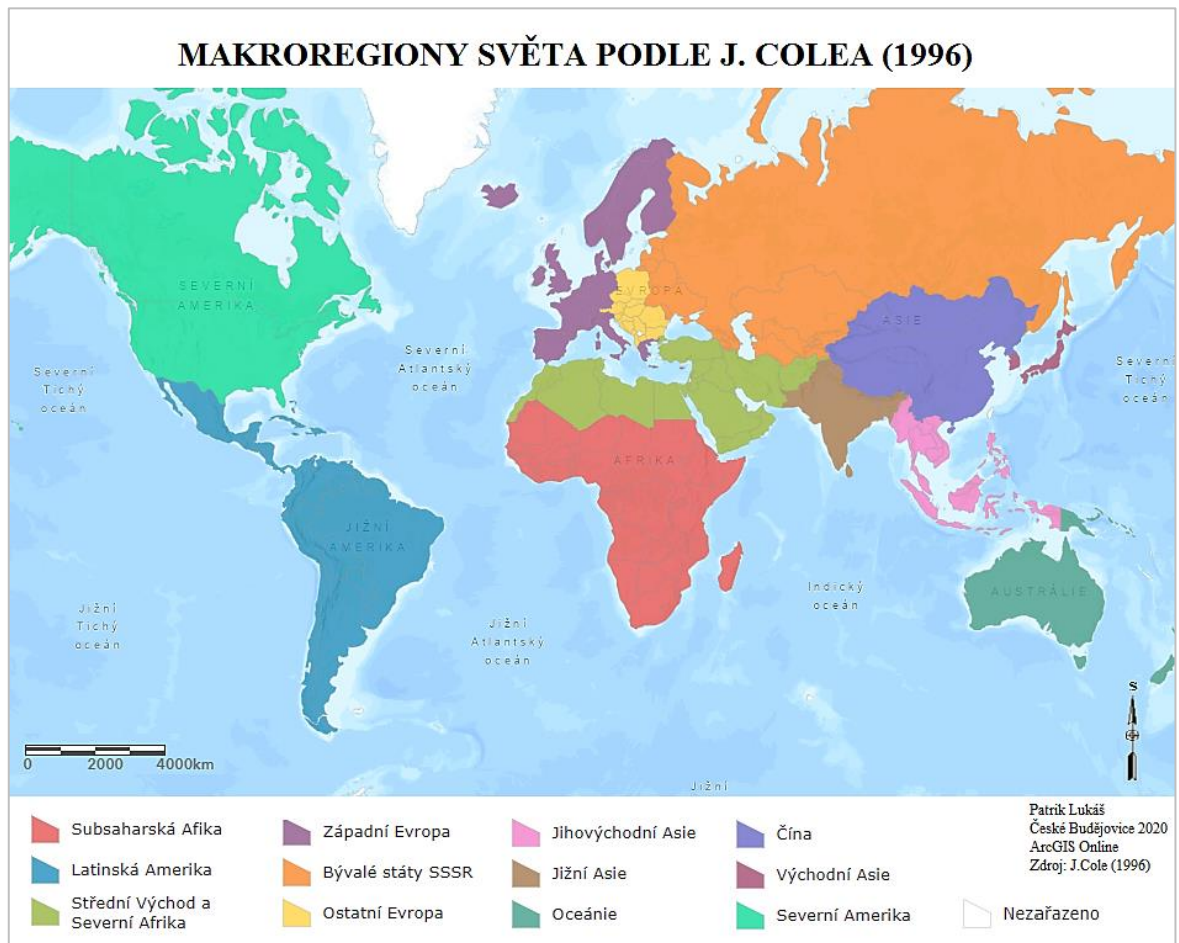 MAKROREGIONY SVĚTA PODLE J. COLEA (1996)
SEVERNÍ
AMERIKA
EVROPA
ASIE
Severní
Tichý
oceán
Severní
Atlantský
oceán
Severní
Tichý
oceán
AFRIKA
JIŽNÍ
AMERIKA
Indický
oceán
AUSTRÁLIE
Jižní
Tichý
oceán
Jižní
Atlantský
oceán
S
0 2000 4000km
Jižní
Subsaharská Afika
Latinská Amerika
Střední Východ a
Severní Afrika
Západní Evropa
Bývalé státy SSSR
Ostatní Evropa
Jihovýchodní Asie
Jižní Asie
Oceánie
Čína
Východní Asie
Severní Amerika
Nezařazeno
Patrik Lukáš
České Budějovice 2020
ArcGIS Online
Zdroj: J.Cole (1996)